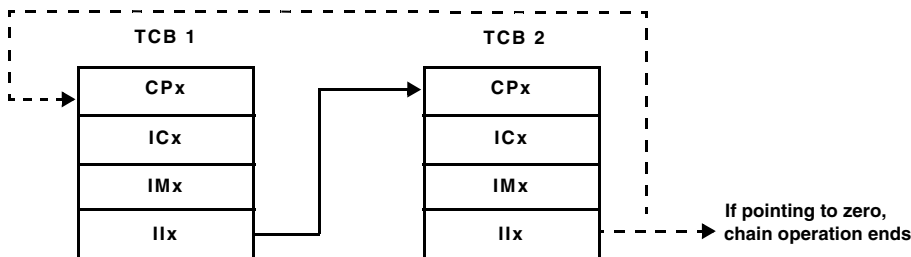 TCB 1
TCB 2
CPx
CPx
ICx
ICx
IMx
IMx
IIx
IIx
If pointing to zero,
chain operation ends